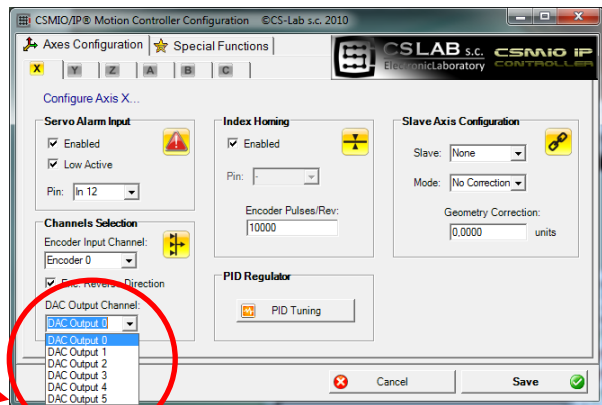 CSMIO/IP® Motion Controller Configuration ©CS-Lab s.c. 2010
Axes Configuration
Special Functions
CSLAB s.c.
ElectronicLaboratory
CSMIO IP
CONTROLLER
X
Y
Z
A
B
C
Configure Axis X...
Servo Alarm Input
Enabled
Low Active
Pin: In 12
Channels Selection
Encoder Input Channel:
Encoder 0
Enc. Reverse Direction
DAC Output Channel:
DAC Output 0
DAC Output 0
DAC Output 1
DAC Output 2
DAC Output 3
DAC Output 4
DAC Output 5
Index Homing
Enabled
Pin: -
Encoder Pulses/Rev:
10000
PID Regulator
PID Tuning
Slave Axis Configuration
Slave: None
Mode: No Correction
Geometry Correction:
0,0000 units
Cancel
Save